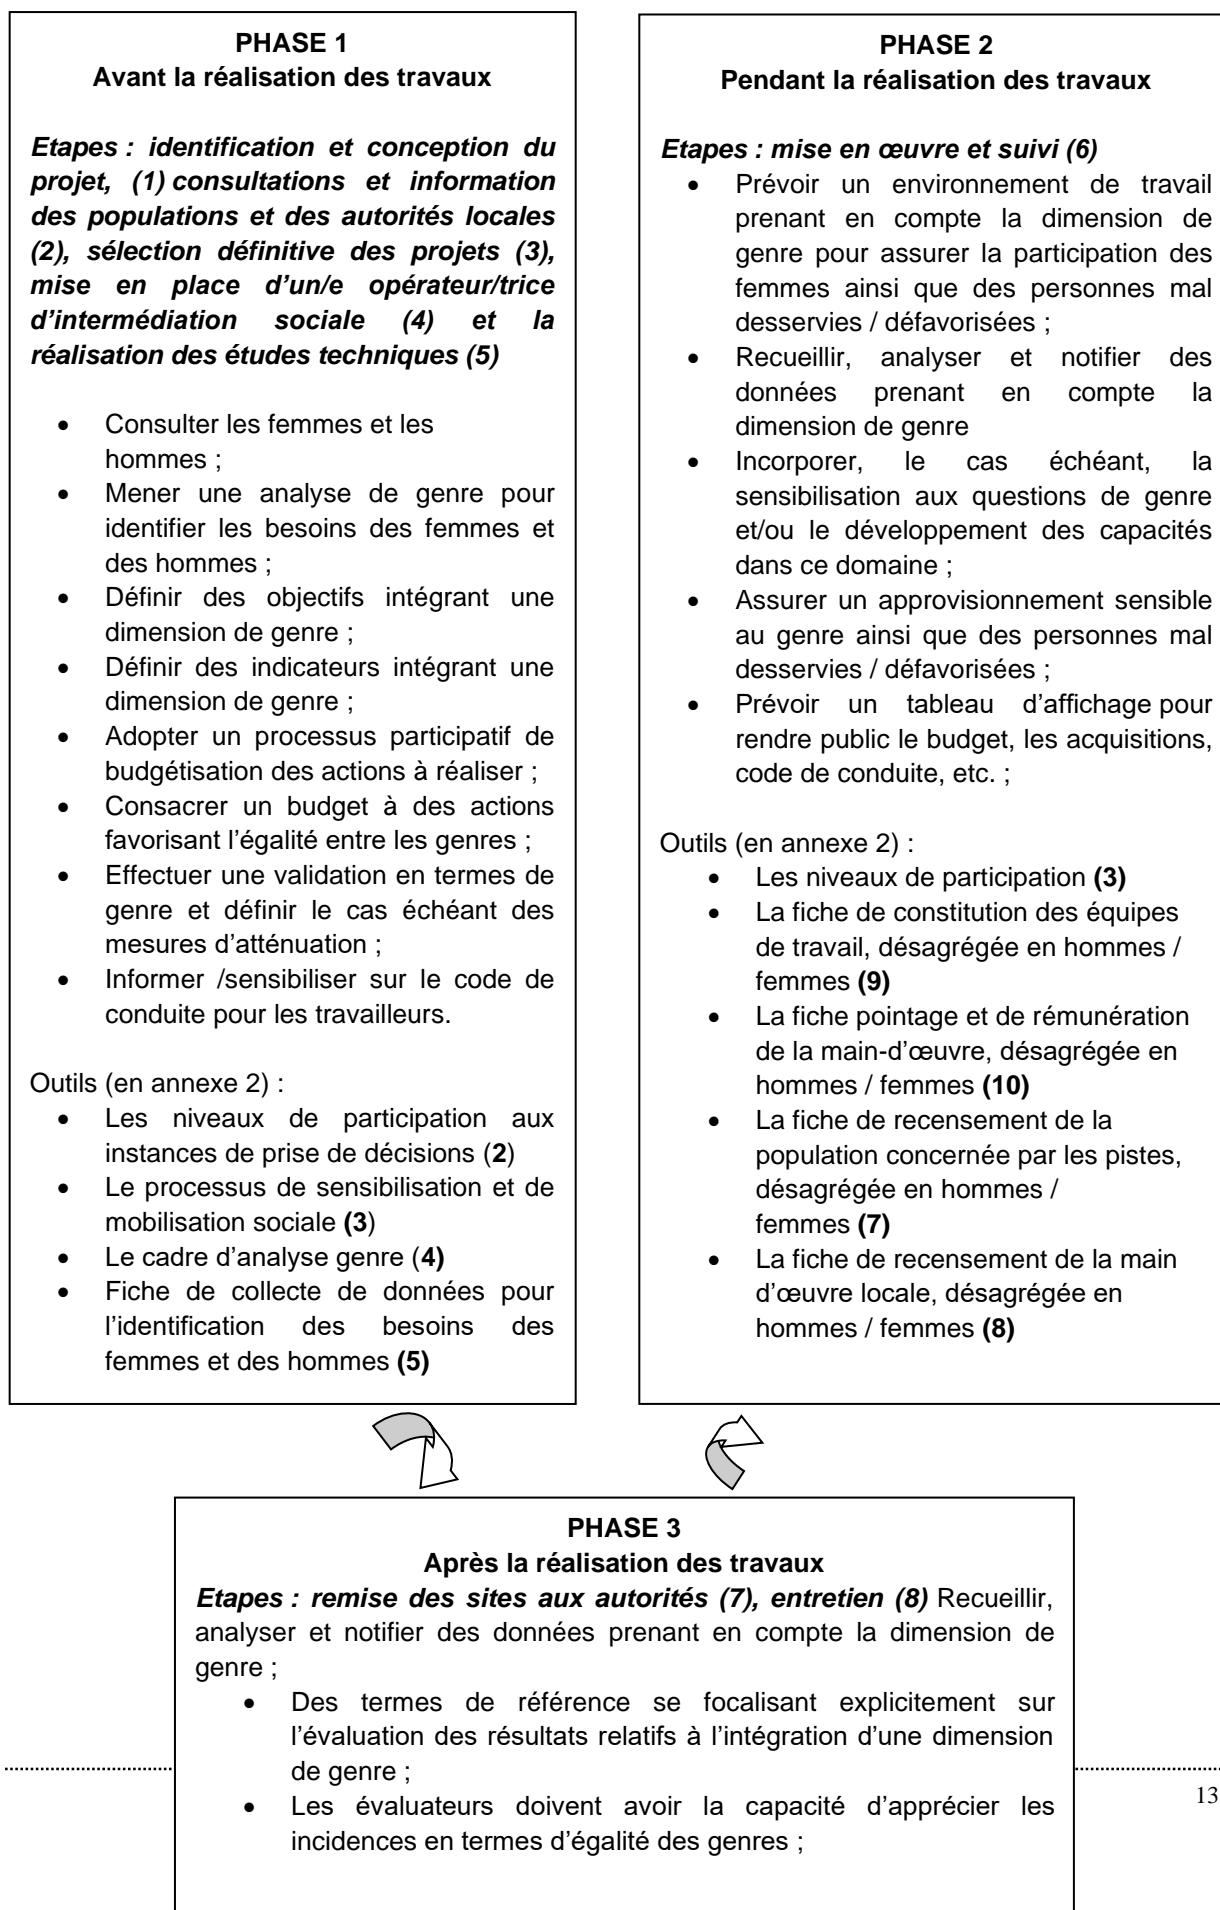 PHASE 1
Avant la réalisation des travaux
Etapes : identification et conception du
projet, (1) consultations et information
des populations et des autorités locales
(2), sélection définitive des projets (3),
mise en place d’un/e opérateur/trice
d’intermédiation sociale (4) et la
réalisation des études techniques (5)
• Consulter les femmes et les
hommes ;
• Mener une analyse de genre pour
identifier les besoins des femmes et
des hommes ;
• Définir des objectifs intégrant une
dimension de genre ;
• Définir des indicateurs intégrant une
dimension de genre ;
• Adopter un processus participatif de
budgétisation des actions à réaliser ;
• Consacrer un budget à des actions
favorisant l’égalité entre les genres ;
• Effectuer une validation en termes de
genre et définir le cas échéant des
mesures d’atténuation ;
• Informer /sensibiliser sur le code de
conduite pour les travailleurs.
Outils (en annexe 2) :
• Les niveaux de participation aux
instances de prise de décisions (2)
• Le processus de sensibilisation et de
mobilisation sociale (3)
• Le cadre d’analyse genre (4)
• Fiche de collecte de données pour
l’identification des besoins des
femmes et des hommes (5)
PHASE 2
Pendant la réalisation des travaux
Etapes : mise en œuvre et suivi (6)
• Prévoir un environnement de travail
prenant en compte la dimension de
genre pour assurer la participation des
femmes ainsi que des personnes mal
desservies / défavorisées ;
• Recueillir, analyser et notifier des
données prenant en compte la
dimension de genre
• Incorporer, le cas échéant, la
sensibilisation aux questions de genre
et/ou le développement des capacités
dans ce domaine ;
• Assurer un approvisionnement sensible
au genre ainsi que des personnes mal
desservies / défavorisées ;
• Prévoir un tableau d’affichage pour
rendre public le budget, les acquisitions,
code de conduite, etc. ;
Outils (en annexe 2) :
• Les niveaux de participation (3)
• La fiche de constitution des équipes
de travail, désagrégée en hommes /
femmes (9)
• La fiche pointage et de rémunération
de la main-d’œuvre, désagrégée en
hommes / femmes (10)
• La fiche de recensement de la
population concernée par les pistes,
désagrégée en hommes /
femmes (7)
• La fiche de recensement de la main
d’œuvre locale, désagrégée en
hommes / femmes (8)
PHASE 3
Après la réalisation des travaux
Etapes : remise des sites aux autorités (7), entretien (8) Recueillir,
analyser et notifier des données prenant en compte la dimension de
genre ;
• Des termes de référence se focalisant explicitement sur
l’évaluation des résultats relatifs à l’intégration d’une dimension
de genre ;
• Les évaluateurs doivent avoir la capacité d’apprécier les
incidences en termes d’égalité des genres ;
13